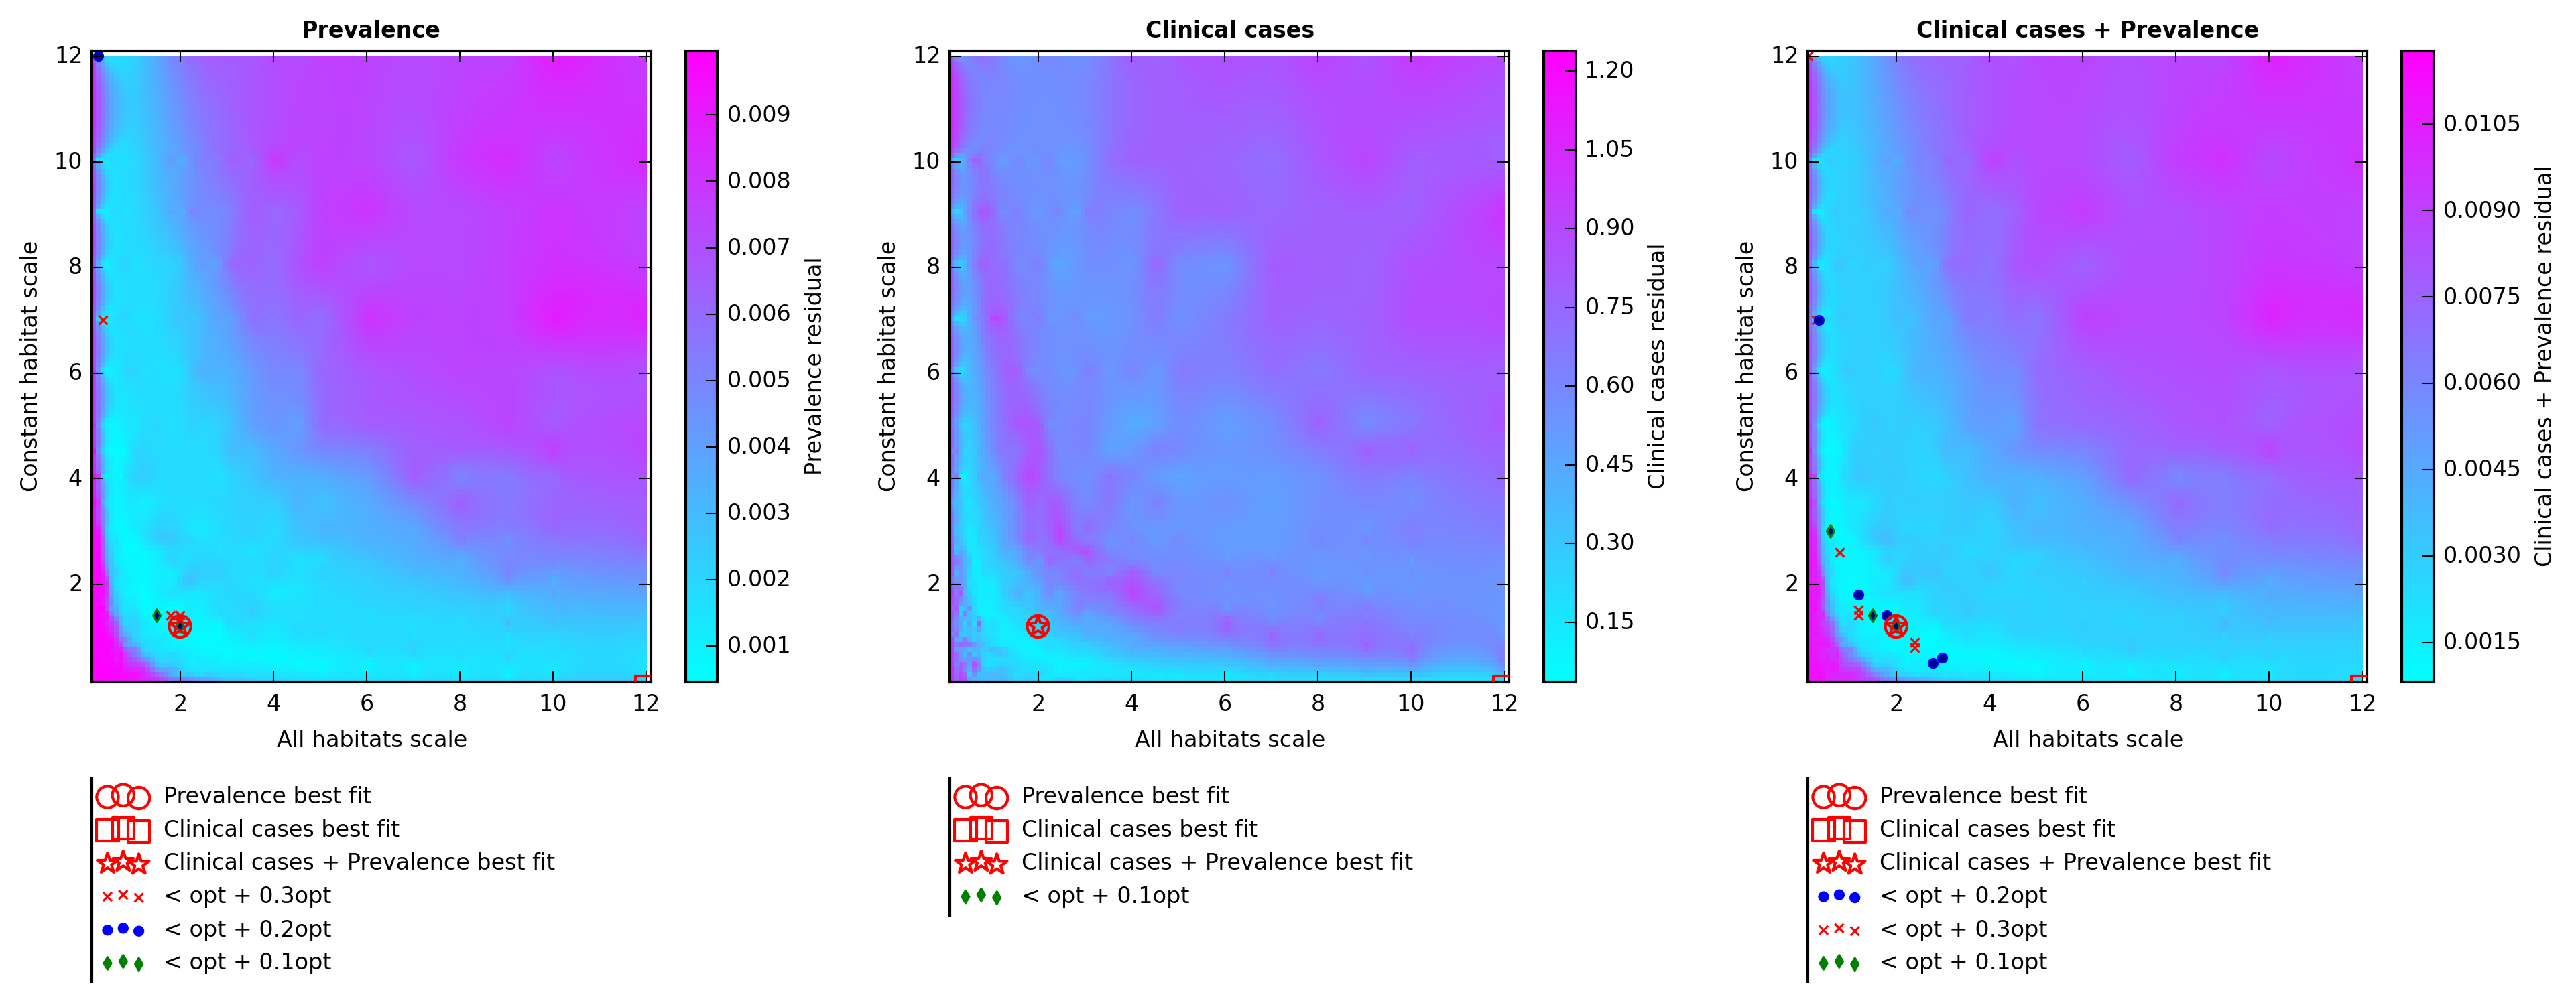 Prevalence
12
10
8
6
4
2
Constant habitat scale
2 4 6 8 10 12
All habitats scale
0.009
0.008
0.007
0.006
0.005
0.004
0.003
0.002
0.001
Prevalence residual
Prevalence best fit
Clinical cases best fit
Clinical cases + Prevalence best fit
< opt + 0.3opt
< opt + 0.2opt
< opt + 0.1opt
Clinical cases
12
10
8
6
4
2
Constant habitat scale
2 4 6 8 10 12
All habitats scale
1.20
1.05
0.90
0.75
0.60
0.45
0.30
0.15
Clinical cases residual
Prevalence best fit
Clinical cases best fit
Clinical cases + Prevalence best fit
< opt + 0.1opt
Clinical cases + Prevalence
12
10
8
6
4
2
Constant habitat scale
2 4 6 8 10 12
All habitats scale
0.0105
0.0090
0.0075
0.0060
0.0045
0.0030
0.0015
Clinical cases + Prevalence residual
Prevalence best fit
Clinical cases best fit
Clinical cases + Prevalence best fit
< opt + 0.2opt
< opt + 0.3opt
< opt + 0.1opt